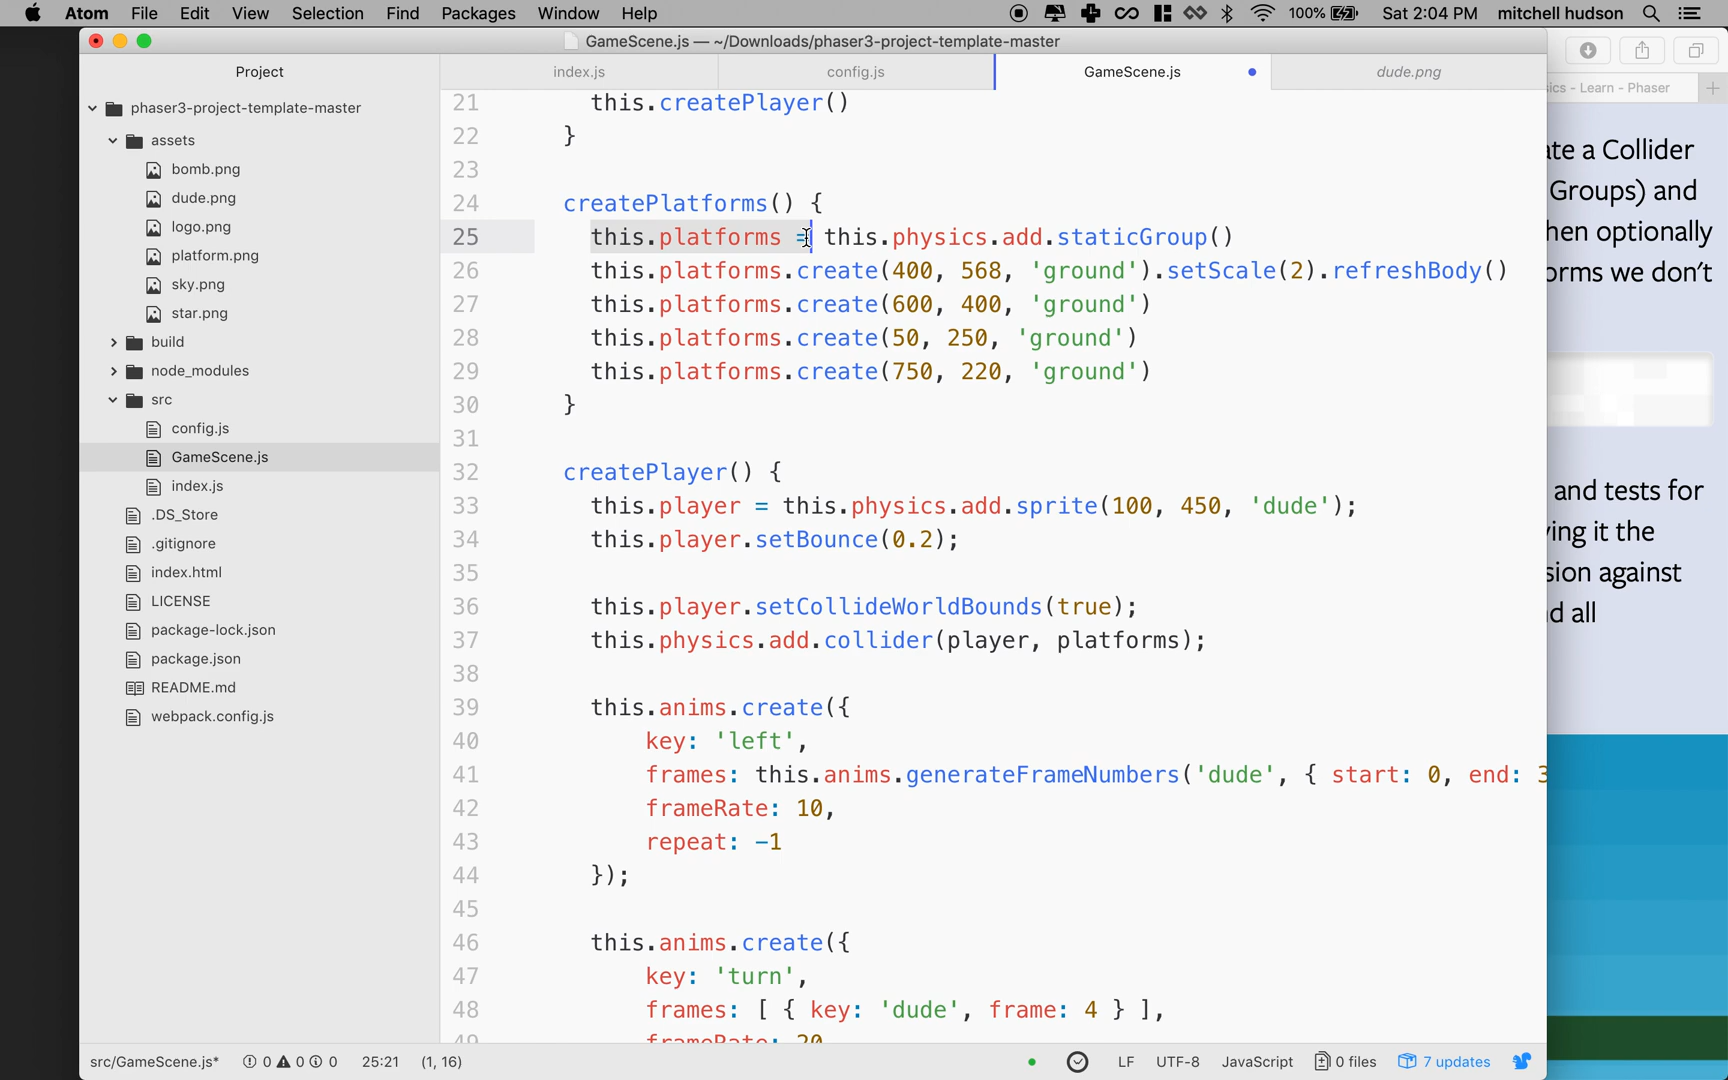 Atom File Edit View Selection Find Packages Window Help 100% Sat 2:04 PM mitchell hudson
GameScene.js — ~/Downloads/phaser3-project-template-master
Project
index.js config.js GameScene.js dude.png
ics - Learn - Phaser
phaser3-project-template-master
assets
bomb.png
dude.png
logo.png
platform.png
sky.png
star.png
build
node_modules
src
config.js
GameScene.js
index.js
.DS_Store
.gitignore
index.html
LICENSE
package-lock.json
package.json
README.md
webpack.config.js
21 this.createPlayer()
22 }
23
24 createPlatforms() {
25 this.platforms = this.physics.add.staticGroup()
26 this.platforms.create(400, 568, 'ground').setScale(2).refreshBody()
27 this.platforms.create(600, 400, 'ground')
28 this.platforms.create(50, 250, 'ground')
29 this.platforms.create(750, 220, 'ground')
30 }
31
32 createPlayer() {
33 this.player = this.physics.add.sprite(100, 450, 'dude');
34 this.player.setBounce(0.2);
35
36 this.player.setCollideWorldBounds(true);
37 this.physics.add.collider(player, platforms);
38
39 this.anims.create({
40 key: 'left',
41 frames: this.anims.generateFrameNumbers('dude', { start: 0, end: 3
42 frameRate: 10,
43 repeat: -1
44 });
45
46 this.anims.create({
47 key: 'turn',
48 frames: [ { key: 'dude', frame: 4 } ],
49 frameRate: 20
ate a Collider
Groups) and
hen optionally
orms we don't
and tests for
ving it the
sion against
d all
src/GameScene.js* 0 0 0 25:21 (1, 16) LF UTF-8 JavaScript 0 files 7 updates